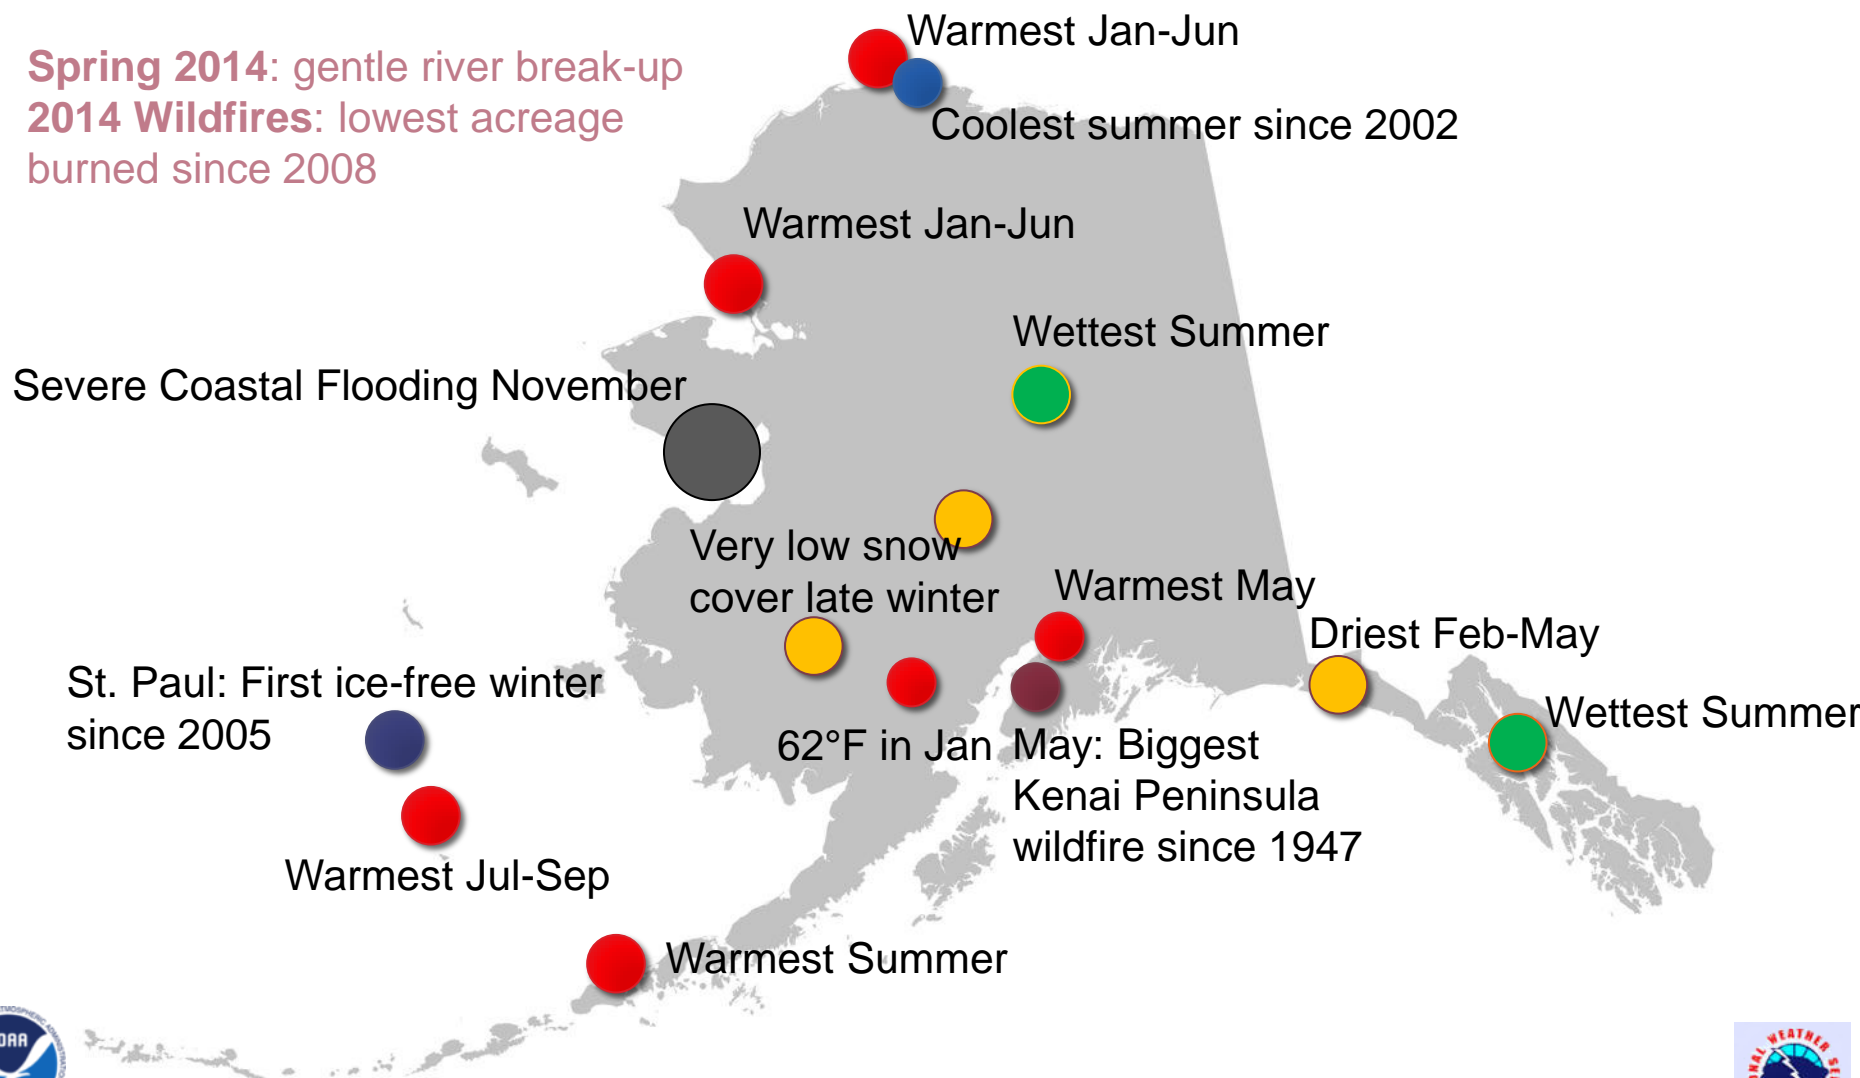 Warmest Jan-Jun
Spring 2014: gentle river break-up
2014 Wildfires: lowest acreage
burned since 2008
Coolest summer since 2002
Warmest Jan-Jun
Wettest Summer
Severe Coastal Flooding November
Very low snow
cover late winter
Warmest May
Driest Feb-May
St. Paul: First ice-free winter
since 2005
Wettest Summer
62°F in Jan
May: Biggest
Kenai Peninsula
wildfire since 1947
Warmest Jul-Sep
Warmest Summer
WEATHER